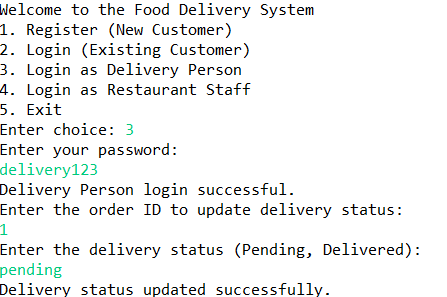 Welcome to the Food Delivery System
1. Register (New Customer)
2. Login (Existing Customer)
3. Login as Delivery Person
4. Login as Restaurant Staff
5. Exit
Enter choice: 3
Enter your password:
delivery123
Delivery Person login successful.
Enter the order ID to update delivery status:
1
Enter the delivery status (Pending, Delivered):
pending
Delivery status updated successfully.